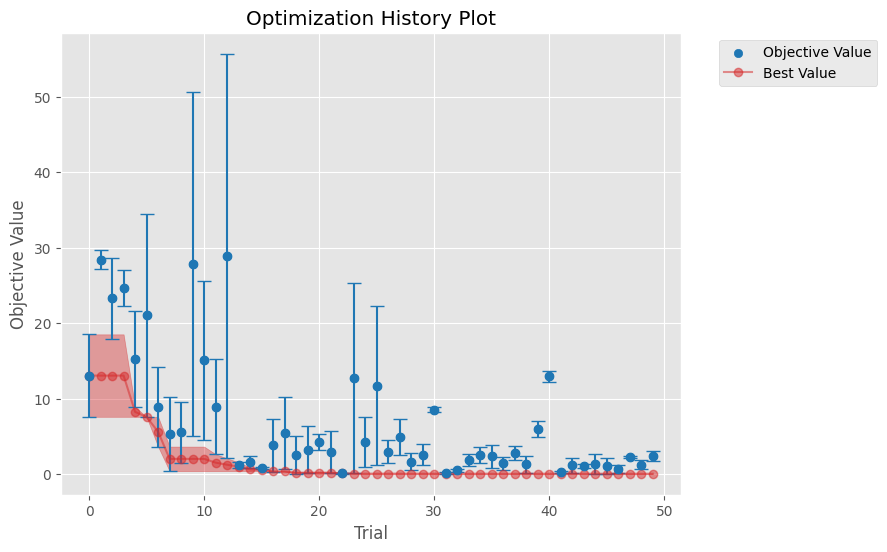 Optimization History Plot
Objective Value
Best Value
Objective Value
50
40
30
20
10
0
0 10 20 30 40 50
Trial